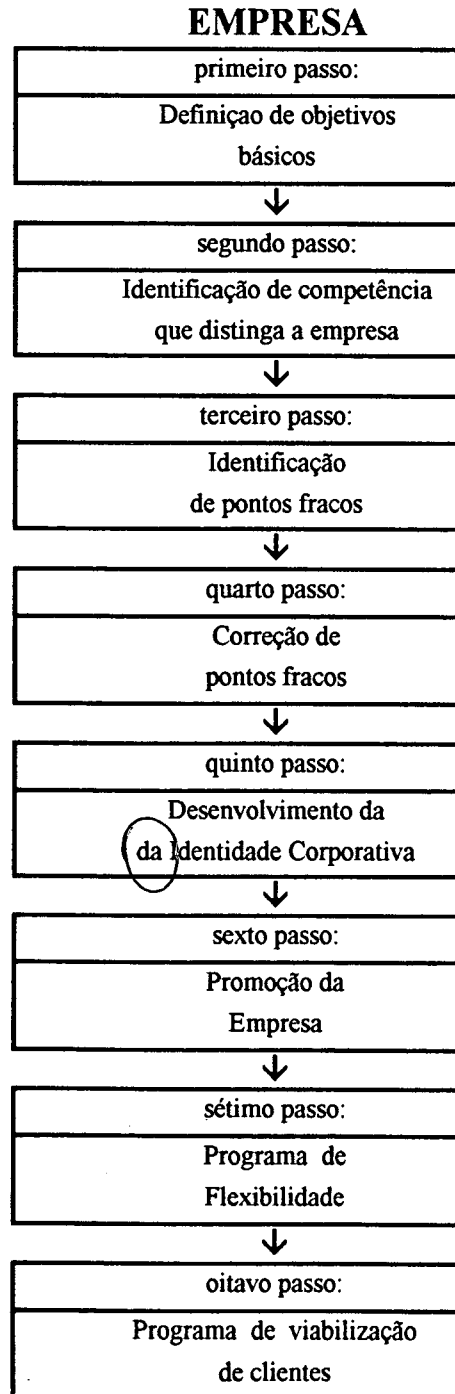 EMPRESA
primeiro passo:
Definiçao de objetivos
básicos
segundo passo:
Identificação de competência
que distinga a empresa
terceiro passo:
Identificação
de pontos fracos
quarto passo:
Correção de
pontos fracos
quinto passo:
Desenvolvimento da
da Identidade Corporativa
sexto passo:
Promoção da
Empresa
sétimo passo:
Programa de
Flexibilidade
oitavo passo:
Programa de viabilização
de clientes